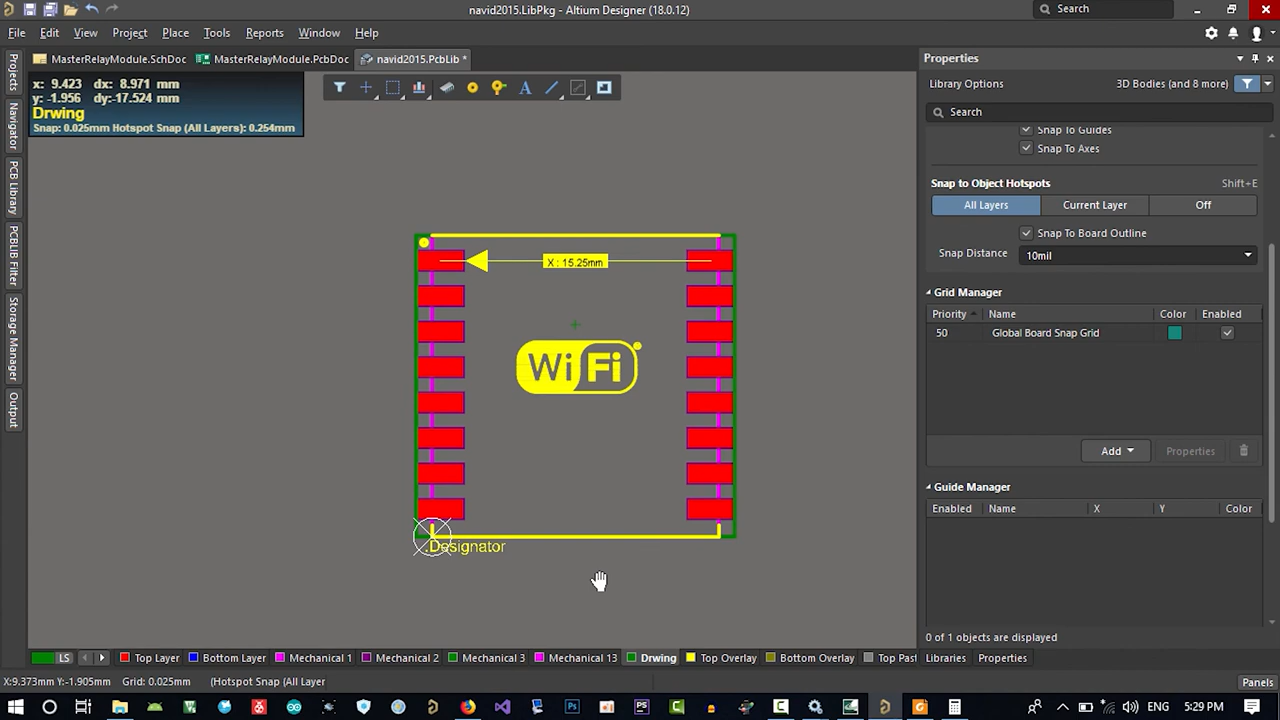 navid2015.LibPkg - Altium Designer (18.0.12)
Search
File Edit View Project Place Tools Reports Window Help
MasterRelayModule.SchDoc MasterRelayModule.PcbDoc navid2015.PcbLib *
Properties
x: 9.423 dx: 8.971 mm
y: -1.956 dy:-17.524 mm
Drwing
Snap: 0.025mm Hotspot Snap (All Layers): 0.254mm
Library Options 3D Bodies (and 8 more)
Search
Snap To Guides
Snap To Axes
Snap to Object Hotspots Shift+E
All Layers Current Layer Off
Snap To Board Outline
Snap Distance 10mil
Grid Manager
Priority Name Color Enabled
50 Global Board Snap Grid
Add Properties
Guide Manager
Enabled Name X Y Color
0 of 1 objects are displayed
Libraries Properties
Projects
Navigator
PCB Library
PCBLIB Filter
Storage Manager
Output
X : 15.25mm
WiFi
.Designator
LS Top Layer Bottom Layer Mechanical 1 Mechanical 2 Mechanical 3 Mechanical 13 Drwing Top Overlay Bottom Overlay Top Past
X:9.373mm Y:-1.905mm Grid: 0.025mm (Hotspot Snap (All Layer
Panels
ENG 5:29 PM